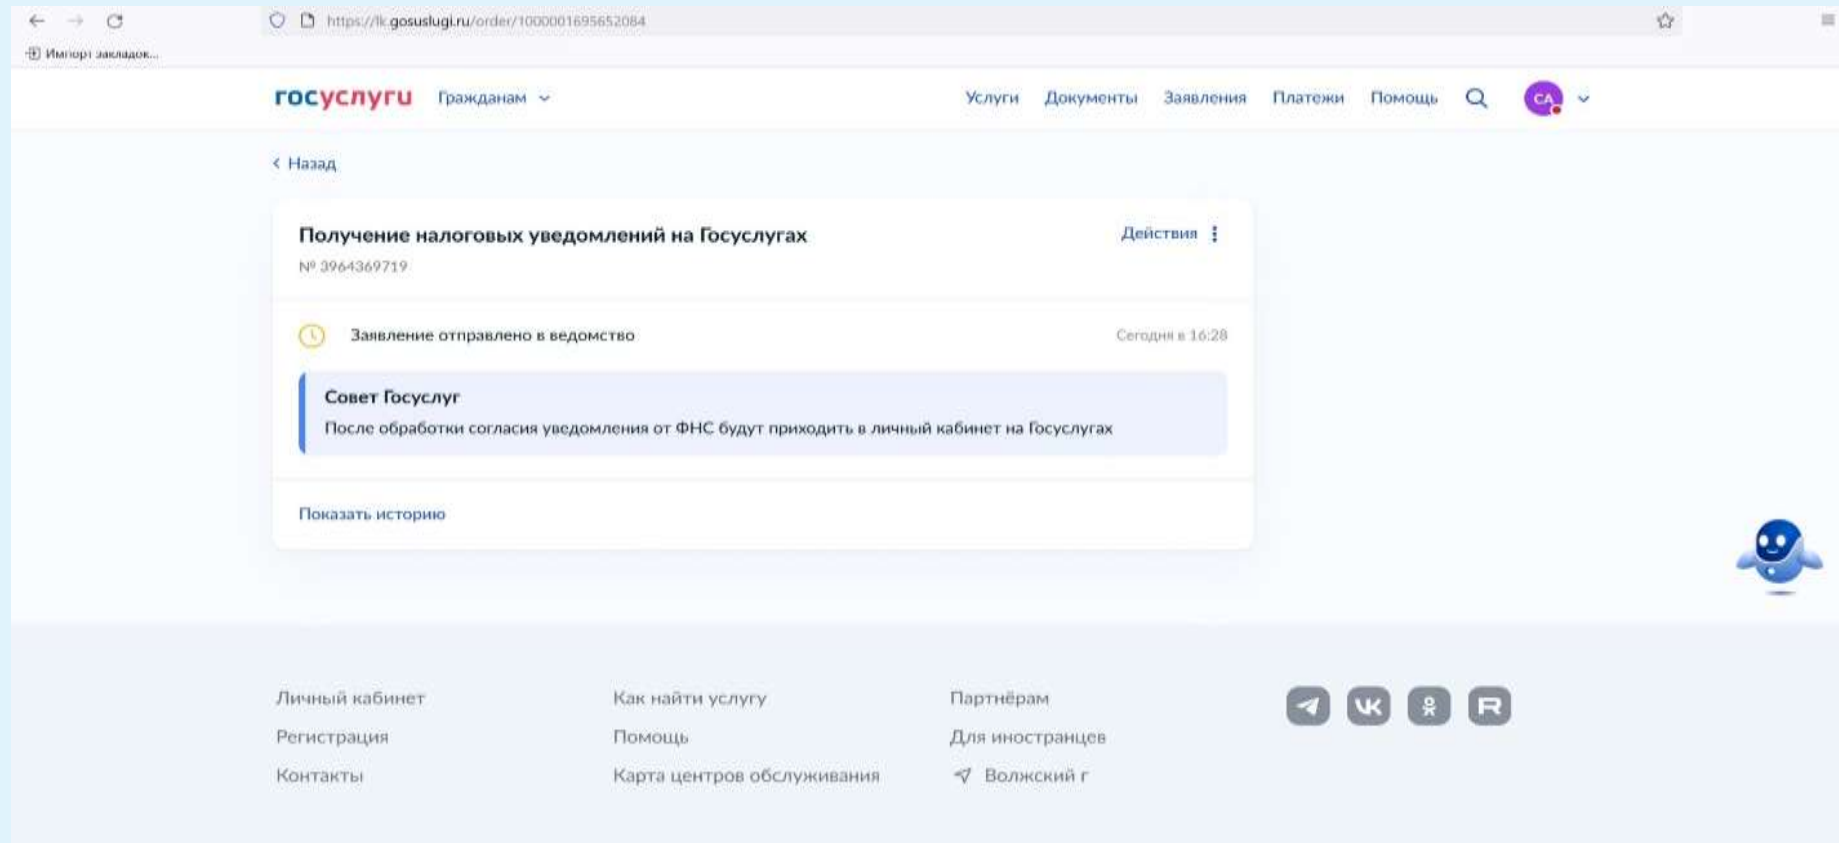 https://lk.gosuslugi.ru/order/1000001695652084
Импорт закладок...
госуслуги Гражданам Услуги Документы Заявления Платежи Помощь СА
Назад
Получение налоговых уведомлений на Госуслугах Действия
№ 3964369719
Заявление отправлено в ведомство Сегодня в 16:28
Совет Госуслуг
После обработки согласия уведомления от ФНС будут приходить в личный кабинет на Госуслугах
Показать историю
Личный кабинет Как найти услугу Партнёрам
Регистрация Помощь Для иностранцев
Контакты Карта центров обслуживания Волжский г